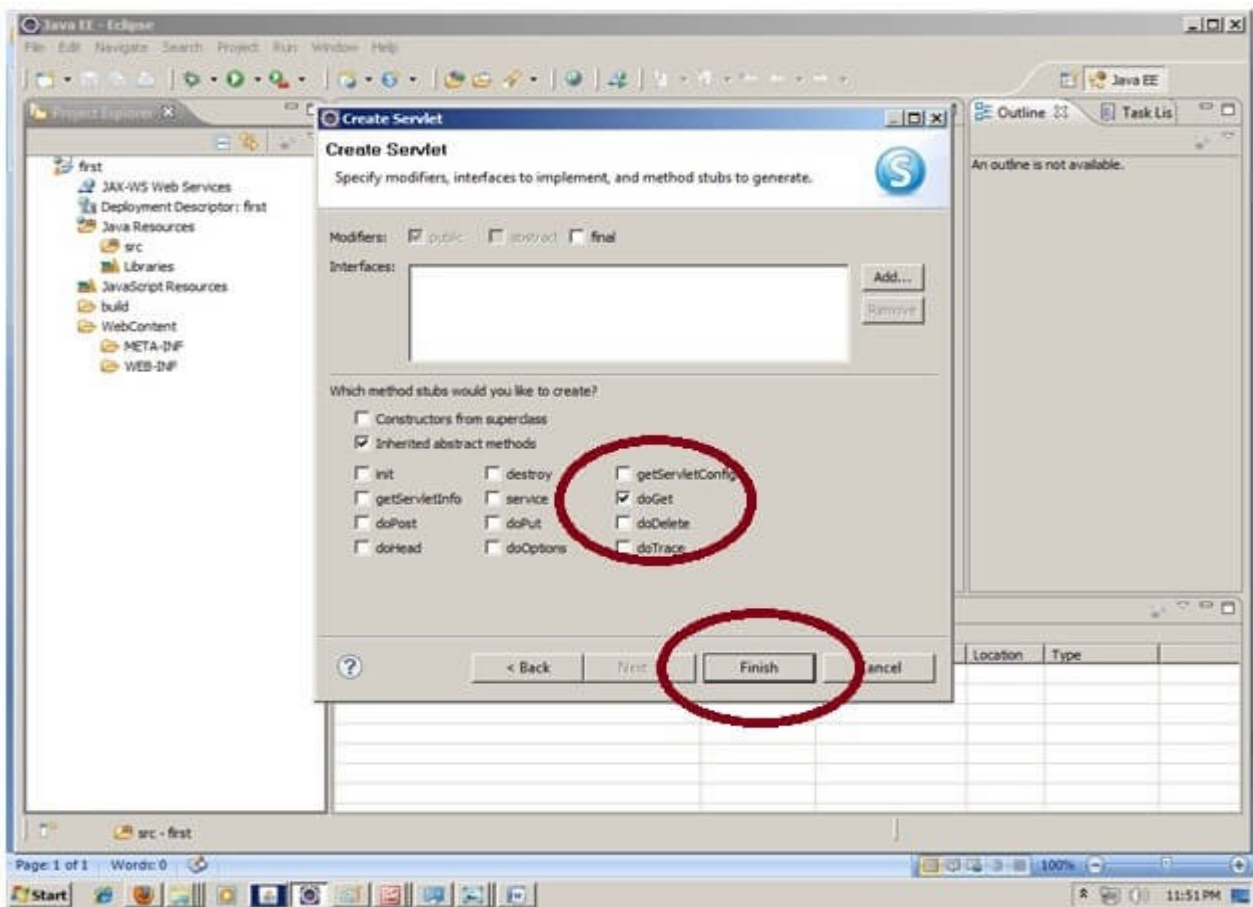 Java EE - Eclipse
File Edit Navigate Search Project Run Window Help
Java EE
Project Explorer
Outline
Task Lis
An outline is not available.
first
JAX-WS Web Services
Deployment Descriptor: first
Java Resources
src
Libraries
JavaScript Resources
build
WebContent
META-INF
WEB-INF
Create Servlet
Create Servlet
Specify modifiers, interfaces to implement, and method stubs to generate.
S
Modifiers: public abstract final
Interfaces:
Add...
Remove
Which method stubs would you like to create?
Constructors from superclass
Inherited abstract methods
init destroy getServletConfig
getServletInfo service doGet
doPost doPut doDelete
doHead doOptions doTrace
? < Back Next Finish ancel
Location Type
src - first
Page: 1 of 1 Words: 0 100%
Start 11:51 PM